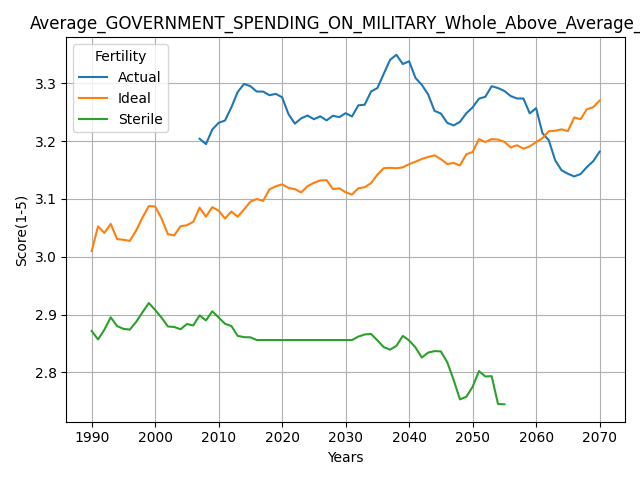 Average_GOVERNMENT_SPENDING_ON_MILITARY_Whole_Above_Average_
Fertility
Actual
Ideal
Sterile
Score(1-5)
3.3
3.2
3.1
3.0
2.9
2.8
1990 2000 2010 2020 2030 2040 2050 2060 2070
Years